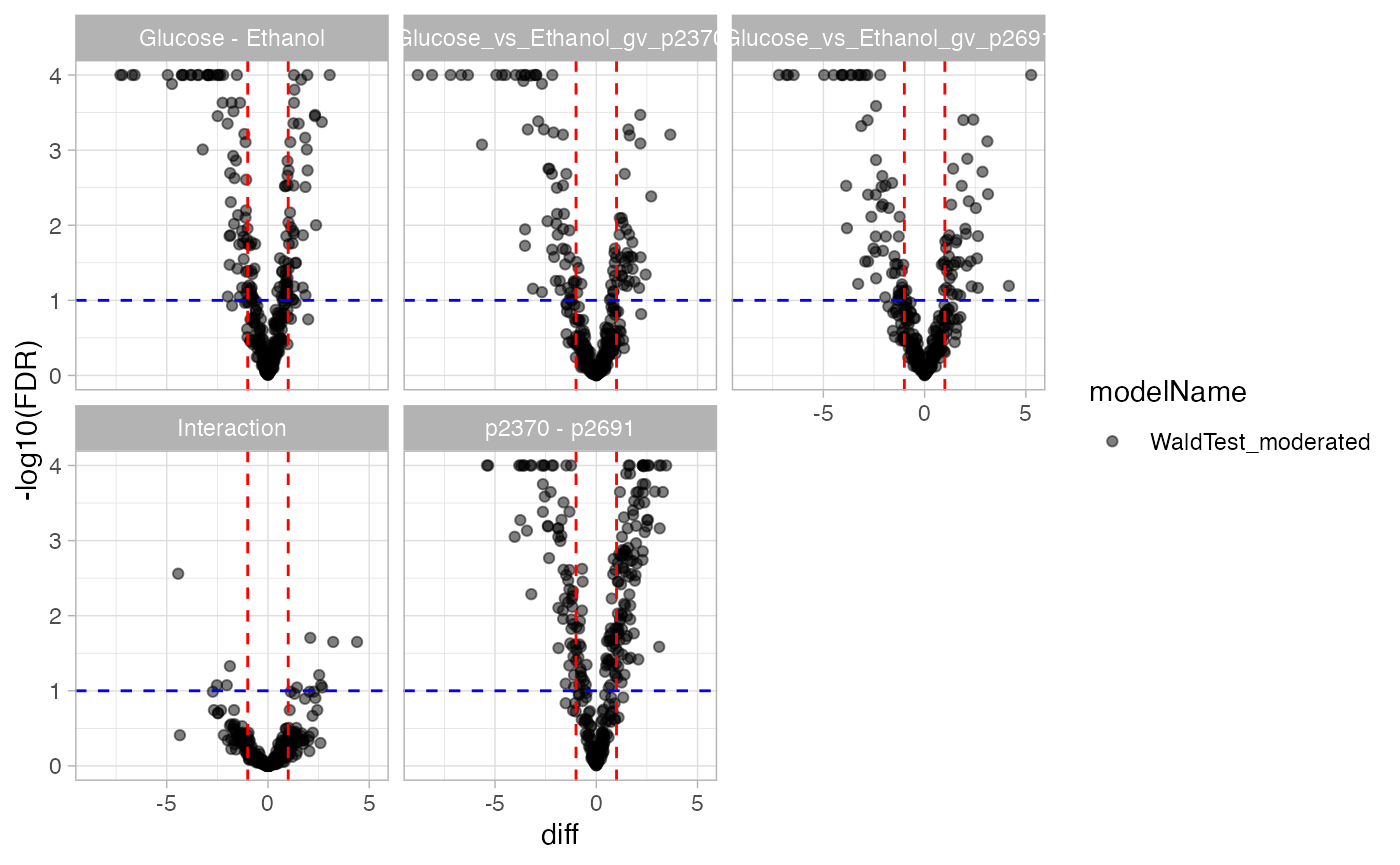 Glucose - Ethanol
Glucose_vs_Ethanol_gv_p2370
Glucose_vs_Ethanol_gv_p2691
4
3
2
1
0
-5
0
5
Interaction
p2370 - p2691
4
3
2
1
0
-5
0
5
-5
0
5
diff
-log10(FDR)
modelName
WaldTest_moderated